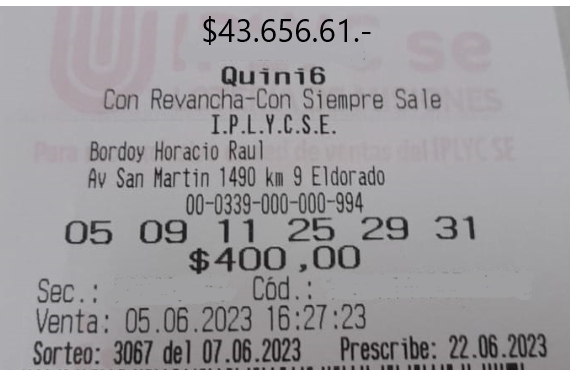 $43.656.61.-
Quini6
Con Revancha-Con Siempre Sale
I.P.L.Y.C.S.E.
Bordoy Horacio Raul
Av San Martin 1490 km 9 Eldorado
00-0339-000-000-994
05 09 11 25 29 31
$400,00
Sec.: Cód.:
Venta: 05.06.2023 16:27:23
Sorteo: 3067 del 07.06.2023 Prescribe: 22.06.2023